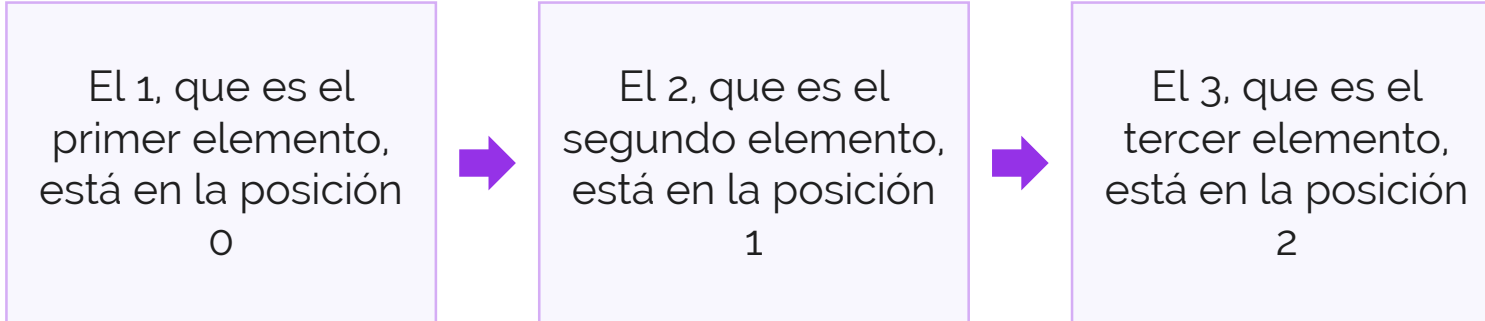 El 1, que es el
primer elemento,
está en la posición
0
El 2, que es el
segundo elemento,
está en la posición
1
El 3, que es el
tercer elemento,
está en la posición
2